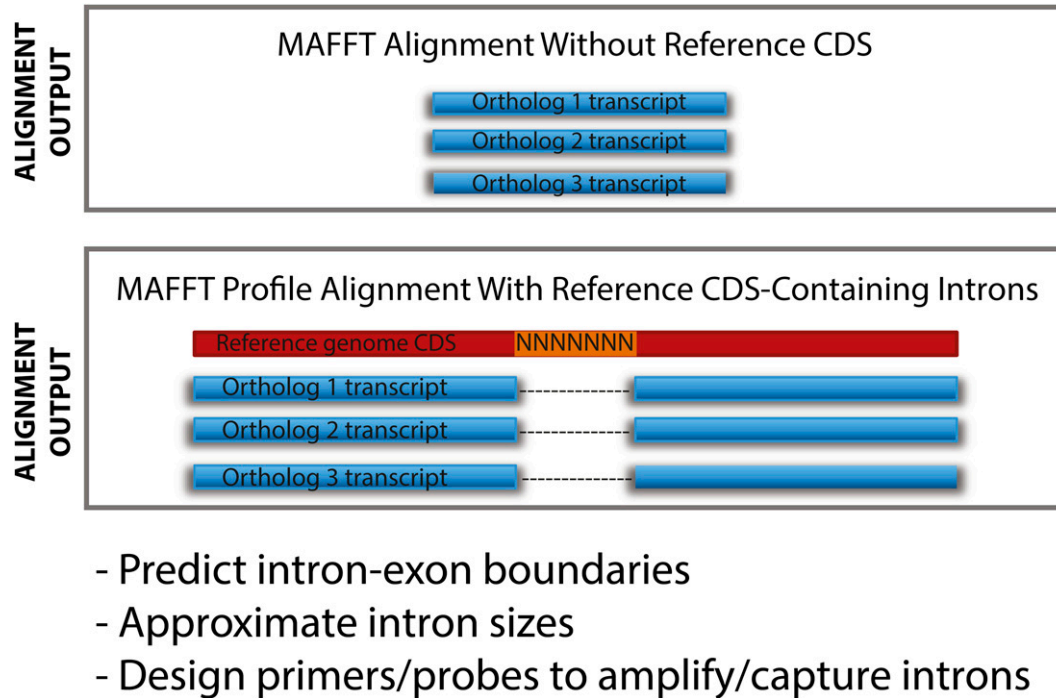 ALIGNMENT
OUTPUT
MAFFT Alignment Without Reference CDS
Ortholog 1 transcript
Ortholog 2 transcript
Ortholog 3 transcript
ALIGNMENT
OUTPUT
MAFFT Profile Alignment With Reference CDS-Containing Introns
Reference genome CDS NNNNNNN
Ortholog 1 transcript
Ortholog 2 transcript
Ortholog 3 transcript
- Predict intron-exon boundaries
- Approximate intron sizes
- Design primers/probes to amplify/capture introns